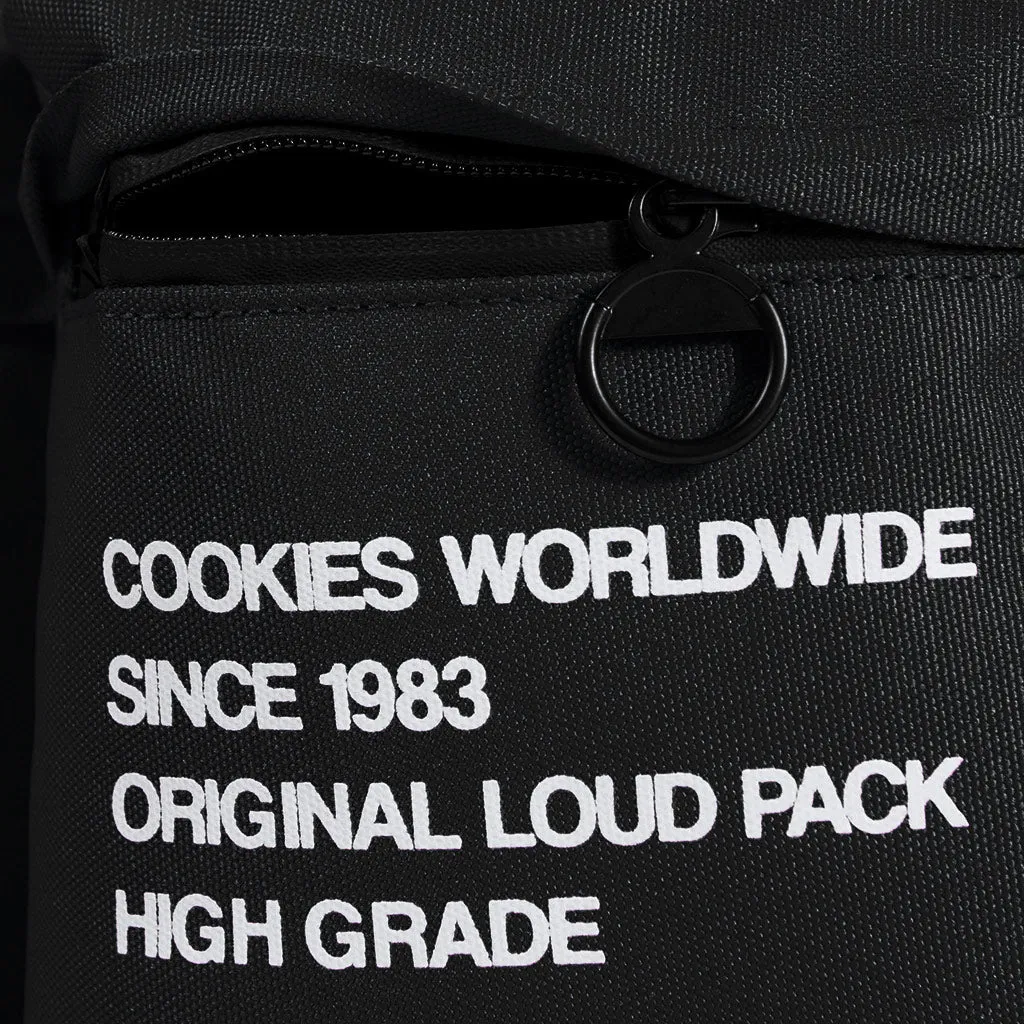 COOKIES WORLDWIDE
SINCE 1983
ORIGINAL LOUD PACK
HIGH GRADE